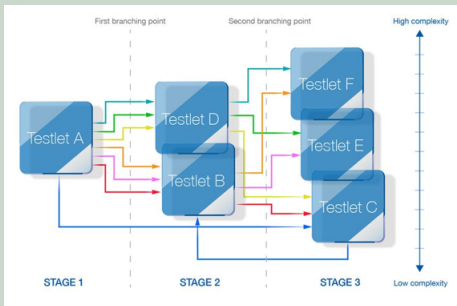 First branching point
Second branching point
High complexity
Testlet A
Testlet D
Testlet B
Testlet F
Testlet E
Testlet C
STAGE 1
STAGE 2
STAGE 3
Low complexity